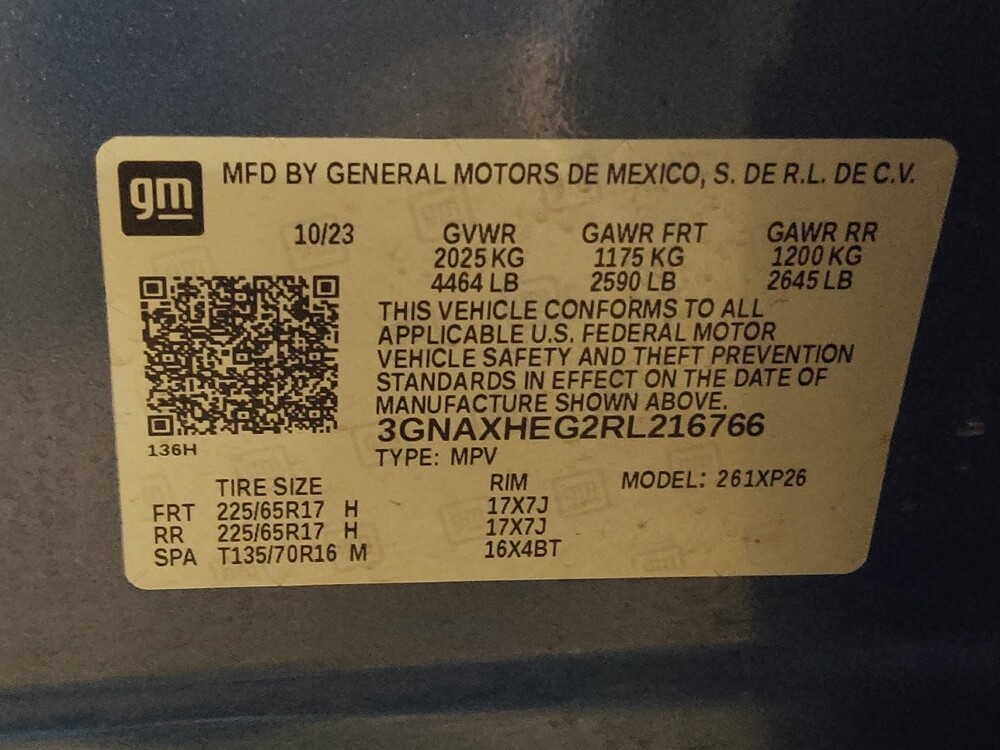 gm
MFD BY GENERAL MOTORS DE MEXICO, S. DE R.L. DE C.V.
10/23 GVWR GAWR FRT GAWR RR
2025 KG 1175 KG 1200 KG
4464 LB 2590 LB 2645 LB
THIS VEHICLE CONFORMS TO ALL
APPLICABLE U.S. FEDERAL MOTOR
VEHICLE SAFETY AND THEFT PREVENTION
STANDARDS IN EFFECT ON THE DATE OF
MANUFACTURE SHOWN ABOVE.
3GNAXHEG2RL216766
136H
TYPE: MPV
TIRE SIZE RIM MODEL: 261XP26
FRT 225/65R17 H 17X7J
RR 225/65R17 H 17X7J
SPA T135/70R16 M 16X4BT